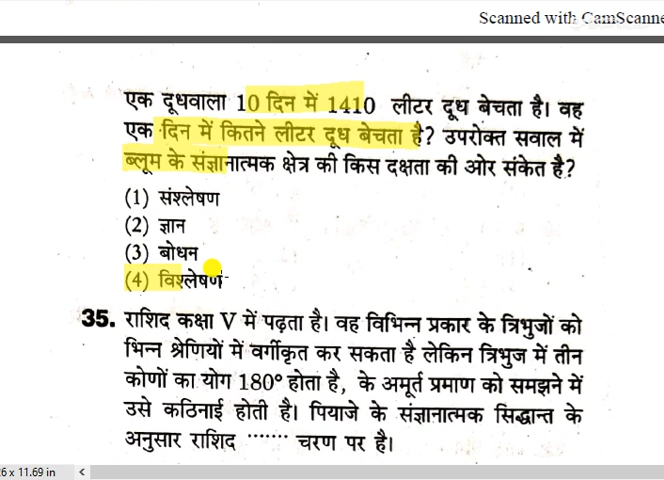 Scanned with CamScanne
एक दूधवाला 10 दिन में 1410 लीटर दूध बेचता है। वह
एक दिन में कितने लीटर दूध बेचता है? उपरोक्त सवाल में
ब्लूम के संज्ञानात्मक क्षेत्र की किस दक्षता की ओर संकेत है?
(1) संश्लेषण
(2) ज्ञान
(3) बोधन
(4) विश्लेषण
35. राशिद कक्षा V में पढ़ता है। वह विभिन्न प्रकार के त्रिभुजों को
भिन्न श्रेणियों में वर्गीकृत कर सकता है लेकिन त्रिभुज में तीन
कोणों का योग 180° होता है, के अमूर्त प्रमाण को समझने में
उसे कठिनाई होती है। पियाजे के संज्ञानात्मक सिद्धान्त के
अनुसार राशिद ······· चरण पर है।
6 x 11.69 in <